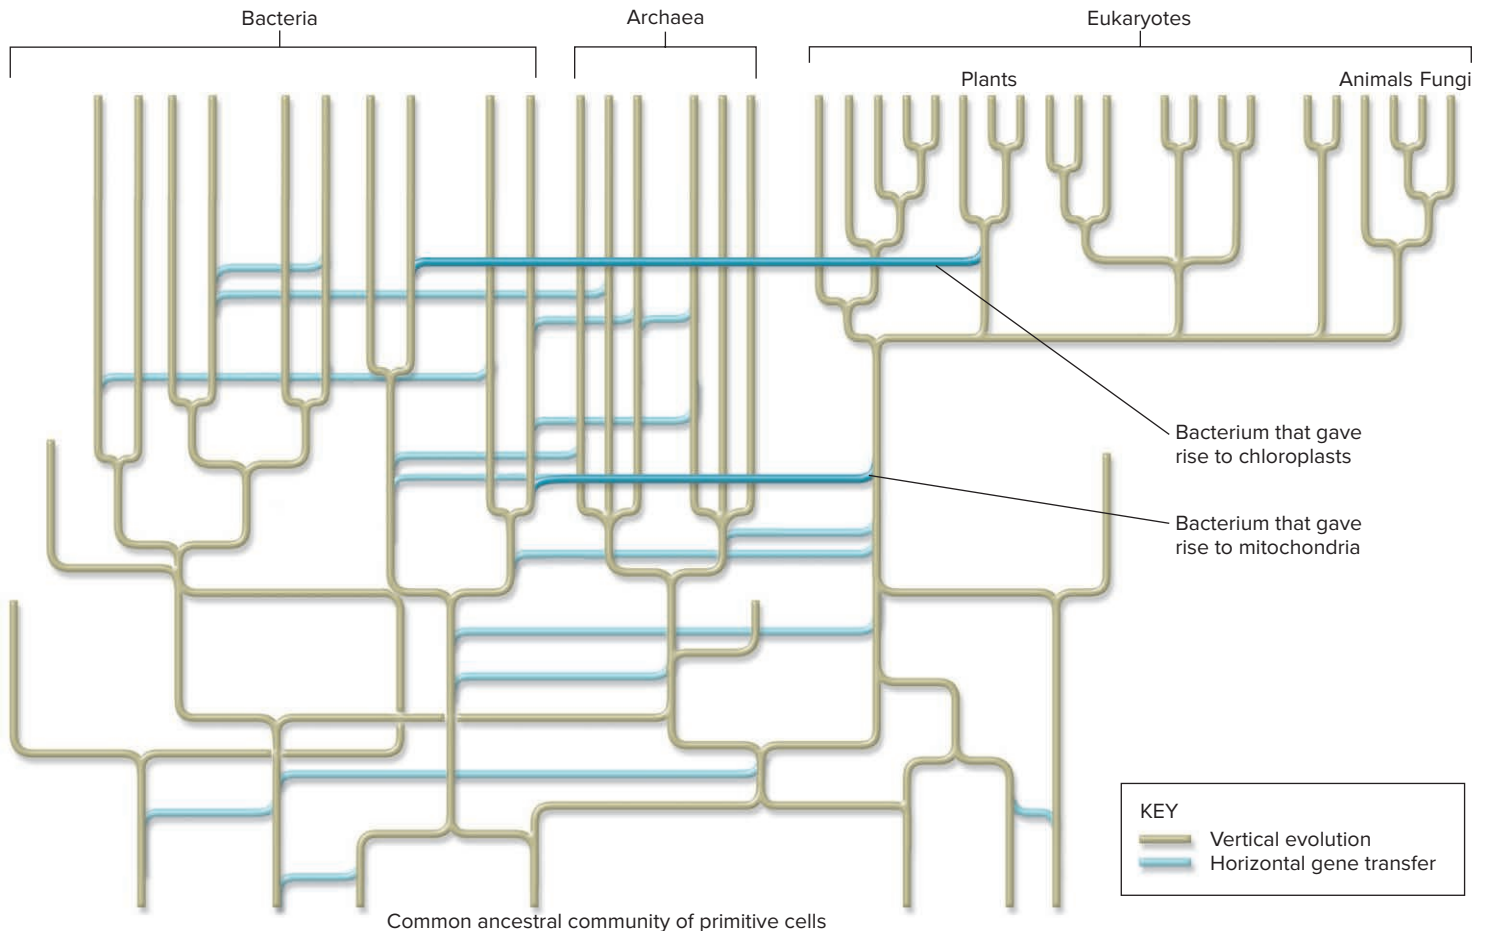 Bacteria
Archaea
Eukaryotes
Plants
Animals Fungi
Bacterium that gave
rise to chloroplasts
Bacterium that gave
rise to mitochondria
KEY
Vertical evolution
Horizontal gene transfer
Common ancestral community of primitive cells